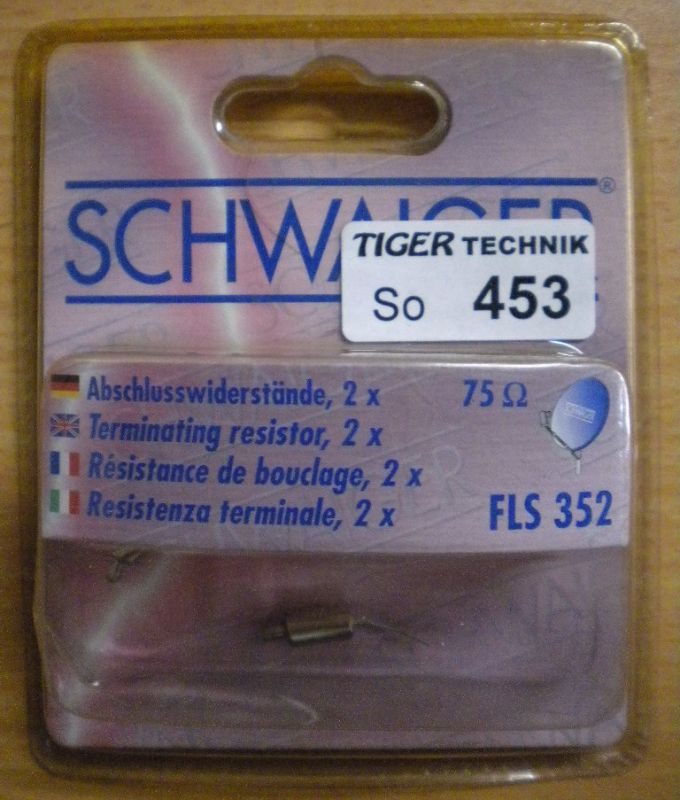 SCHWAIGER®
TIGER TECHNIK
So 453
Abschlusswiderstände, 2 x 75 Ω
Terminating resistor, 2 x
Résistance de bouclage, 2 x
Resistenza terminale, 2 x
FLS 352